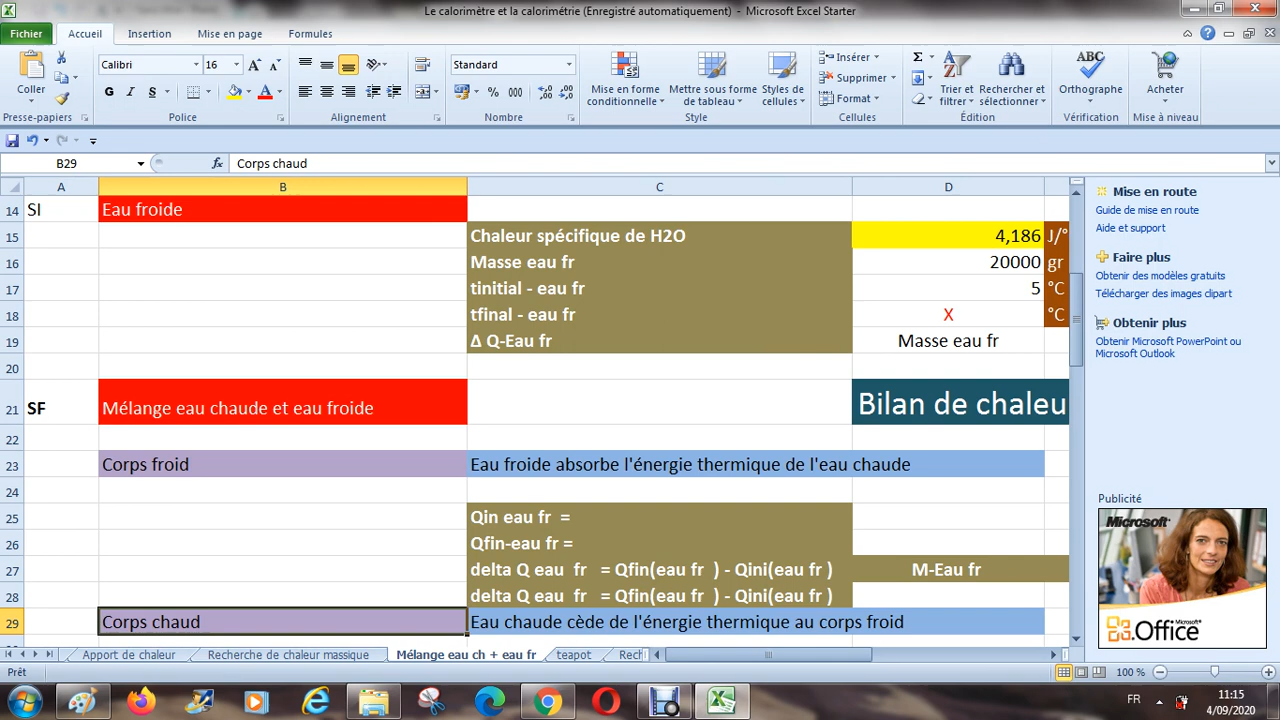 Le calorimètre et la calorimétrie (Enregistré automatiquement) - Microsoft Excel Starter
Fichier Accueil Insertion Mise en page Formules
Coller
Presse-papiers
Calibri 16
G I S
Police
Alignement
Standard
% 000
Nombre
Mise en forme conditionnelle
Mettre sous forme de tableau
Styles de cellules
Style
Insérer
Supprimer
Format
Cellules
Trier et filtrer
Rechercher et sélectionner
Édition
ABC
Orthographe
Vérification
Acheter
Mise à niveau
B29 fx Corps chaud
A B C D
14 SI Eau froide
15 Chaleur spécifique de H2O 4,186 J/°
16 Masse eau fr 20000 gr
17 tinitial - eau fr 5 °C
18 tfinal - eau fr X °C
19 Δ Q-Eau fr Masse eau fr
20
21 SF Mélange eau chaude et eau froide Bilan de chaleu
22
23 Corps froid Eau froide absorbe l'énergie thermique de l'eau chaude
24
25 Qin eau fr =
26 Qfin-eau fr =
27 delta Q eau fr = Qfin(eau fr ) - Qini(eau fr ) M-Eau fr
28 delta Q eau fr = Qfin(eau fr ) - Qini(eau fr )
29 Corps chaud Eau chaude cède de l'énergie thermique au corps froid
Mise en route
Guide de mise en route
Aide et support
Faire plus
Obtenir des modèles gratuits
Télécharger des images clipart
Obtenir plus
Obtenir Microsoft PowerPoint ou
Microsoft Outlook
Publicité
Microsoft
Office
Apport de chaleur Recherche de chaleur massique Mélange eau ch + eau fr teapot Rech
Prêt 100 %
FR 11:15
4/09/2020